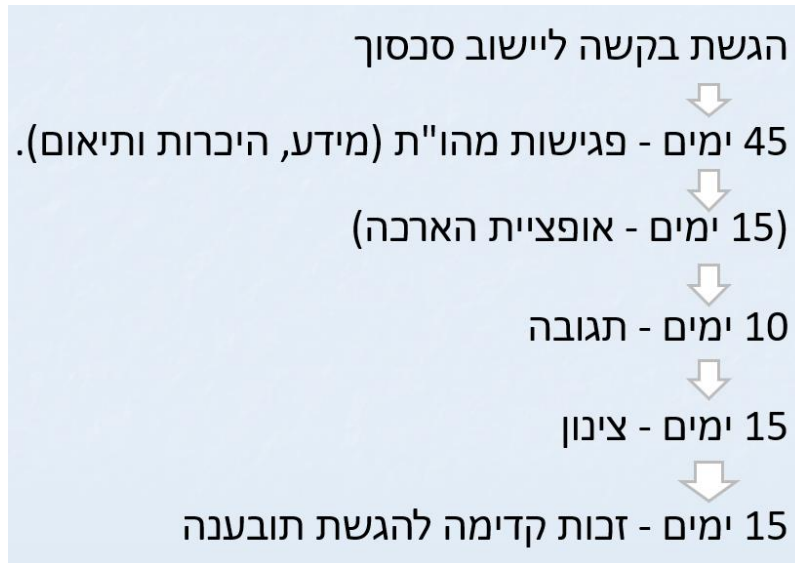 הגשת בקשה ליישוב סכסוך
45 ימים - פגישות מהו"ת (מידע, היכרות ותיאום).
(15 ימים - אופציית הארכה)
10 ימים - תגובה
15 ימים - צינון
15 ימים - זכות קדימה להגשת תובענה